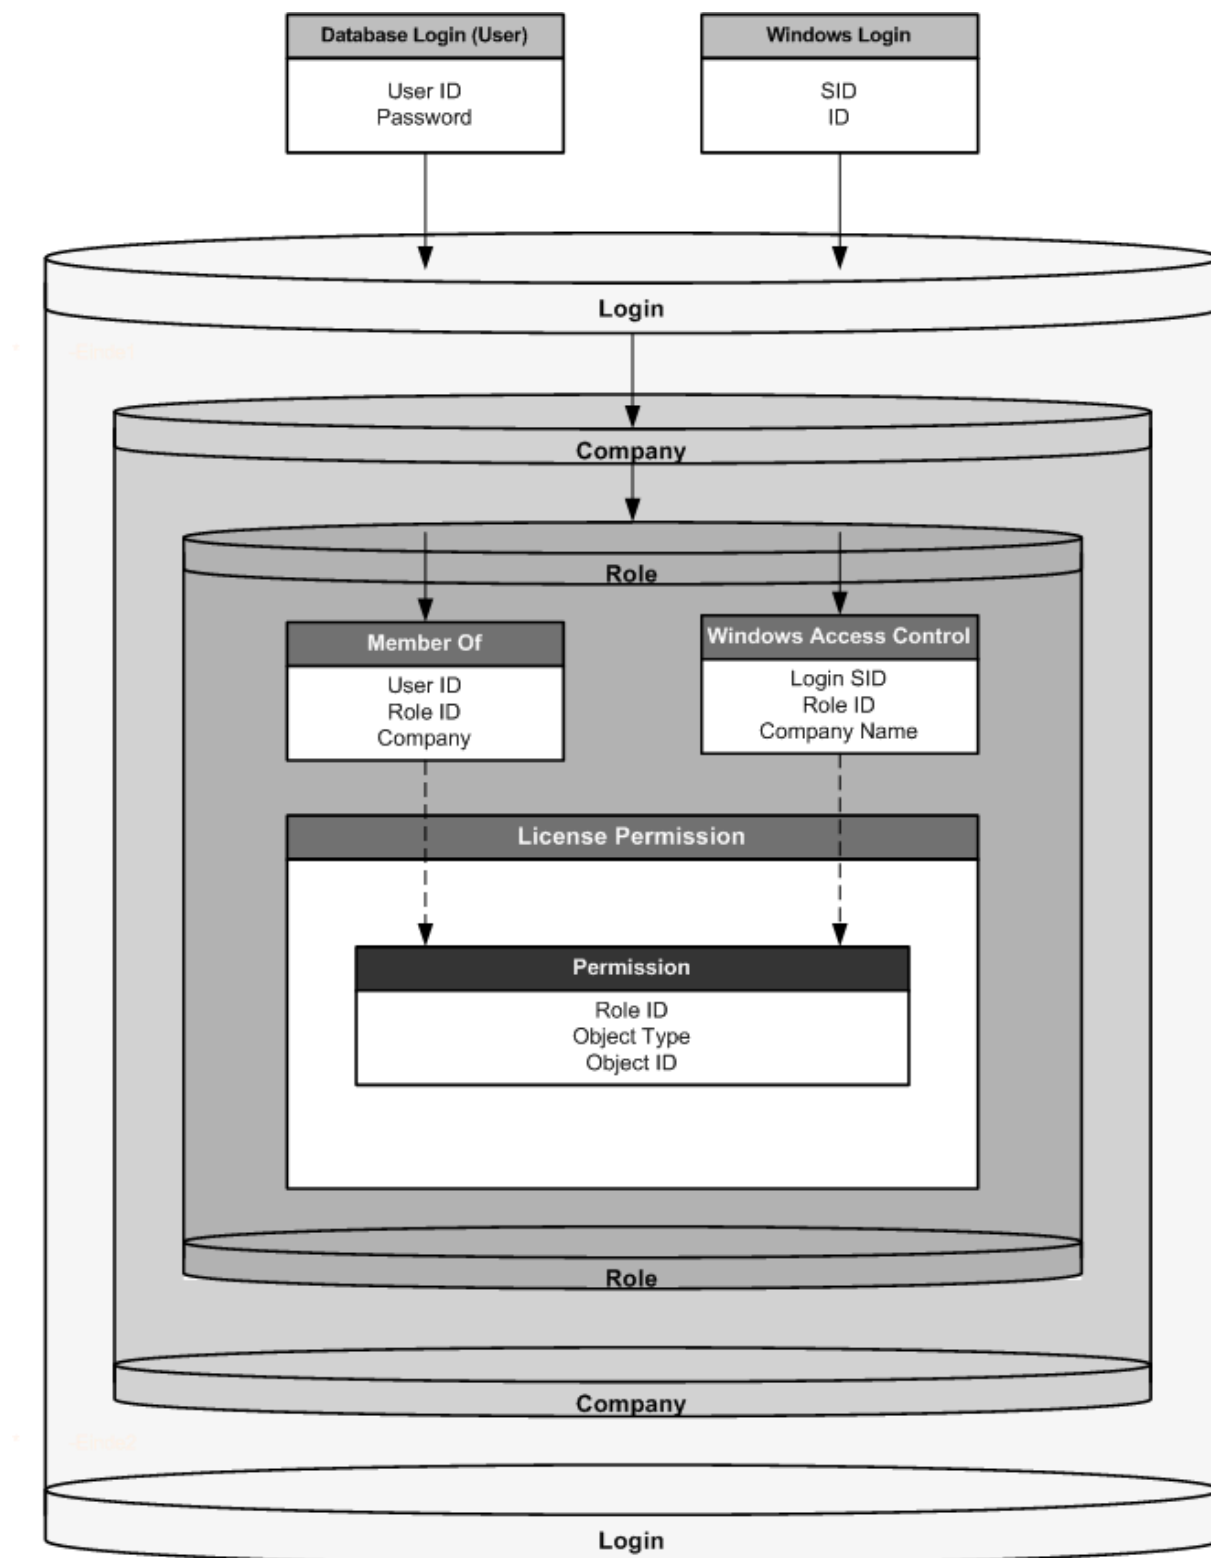 Database Login (User)
User ID
Password
Windows Login
SID
ID
Login
Company
Role
Member Of
User ID
Role ID
Company
Windows Access Control
Login SID
Role ID
Company Name
License Permission
Permission
Role ID
Object Type
Object ID
Role
Company
Login